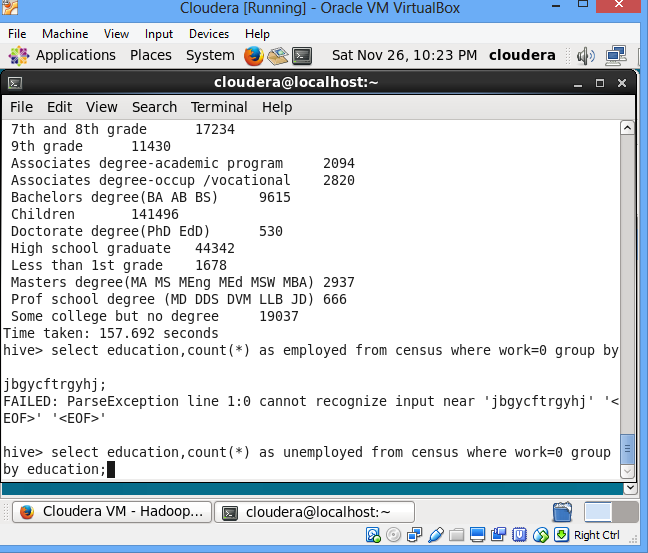 Cloudera [Running] - Oracle VM VirtualBox
File Machine View Input Devices Help
Applications Places System Sat Nov 26, 10:23 PM cloudera
cloudera@localhost:~
File Edit View Search Terminal Help
7th and 8th grade 17234
9th grade 11430
Associates degree-academic program 2094
Associates degree-occup /vocational 2820
Bachelors degree(BA AB BS) 9615
Children 141496
Doctorate degree(PhD EdD) 530
High school graduate 44342
Less than 1st grade 1678
Masters degree(MA MS MEng MEd MSW MBA) 2937
Prof school degree (MD DDS DVM LLB JD) 666
Some college but no degree 19037
Time taken: 157.692 seconds
hive> select education,count(*) as employed from census where work=0 group by
jbgycftrgyhj;
FAILED: ParseException line 1:0 cannot recognize input near 'jbgycftrgyhj' '<
EOF>' '<EOF>'
hive> select education,count(*) as unemployed from census where work=0 group
by education;
Cloudera VM - Hadoop... cloudera@localhost:~
Right Ctrl